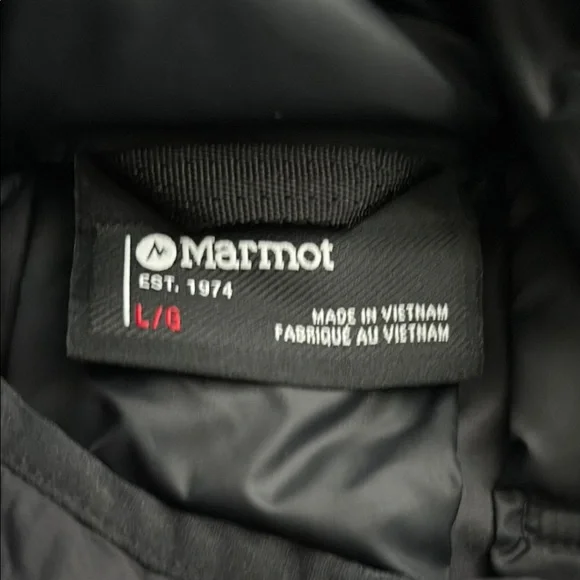 Marmot
EST. 1974
L/G
MADE IN VIETNAM
FABRIQUÉ AU VIETNAM